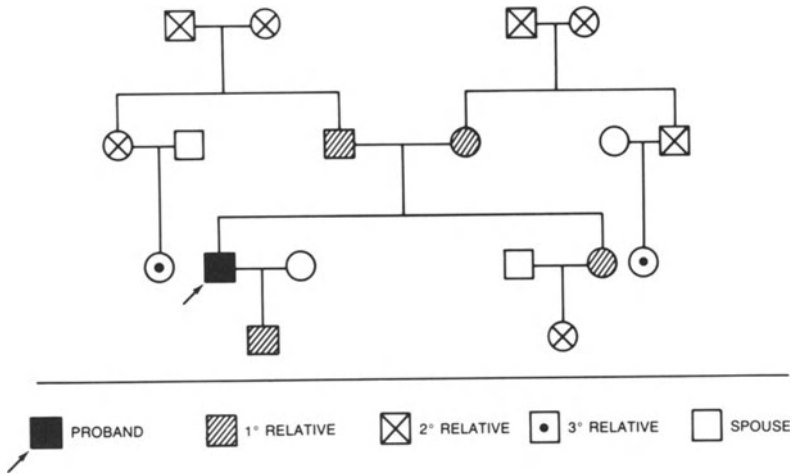 PROBAND
1° RELATIVE
2° RELATIVE
3° RELATIVE
SPOUSE